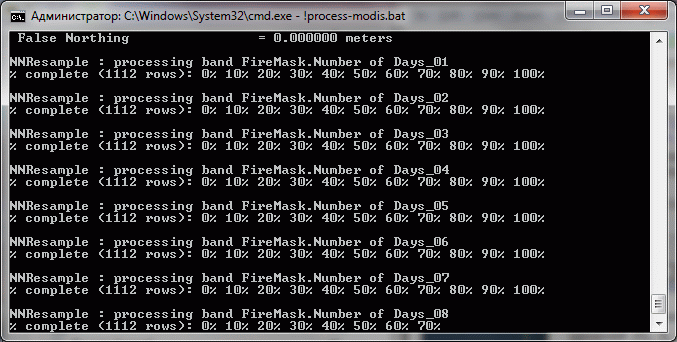 Администратор: C:\Windows\System32\cmd.exe - !process-modis.bat
False Northing = 0.000000 meters
NNResample : processing band FireMask.Number of Days_01
% complete (1112 rows): 0% 10% 20% 30% 40% 50% 60% 70% 80% 90% 100%
NNResample : processing band FireMask.Number of Days_02
% complete (1112 rows): 0% 10% 20% 30% 40% 50% 60% 70% 80% 90% 100%
NNResample : processing band FireMask.Number of Days_03
% complete (1112 rows): 0% 10% 20% 30% 40% 50% 60% 70% 80% 90% 100%
NNResample : processing band FireMask.Number of Days_04
% complete (1112 rows): 0% 10% 20% 30% 40% 50% 60% 70% 80% 90% 100%
NNResample : processing band FireMask.Number of Days_05
% complete (1112 rows): 0% 10% 20% 30% 40% 50% 60% 70% 80% 90% 100%
NNResample : processing band FireMask.Number of Days_06
% complete (1112 rows): 0% 10% 20% 30% 40% 50% 60% 70% 80% 90% 100%
NNResample : processing band FireMask.Number of Days_07
% complete (1112 rows): 0% 10% 20% 30% 40% 50% 60% 70% 80% 90% 100%
NNResample : processing band FireMask.Number of Days_08
% complete (1112 rows): 0% 10% 20% 30% 40% 50% 60% 70%